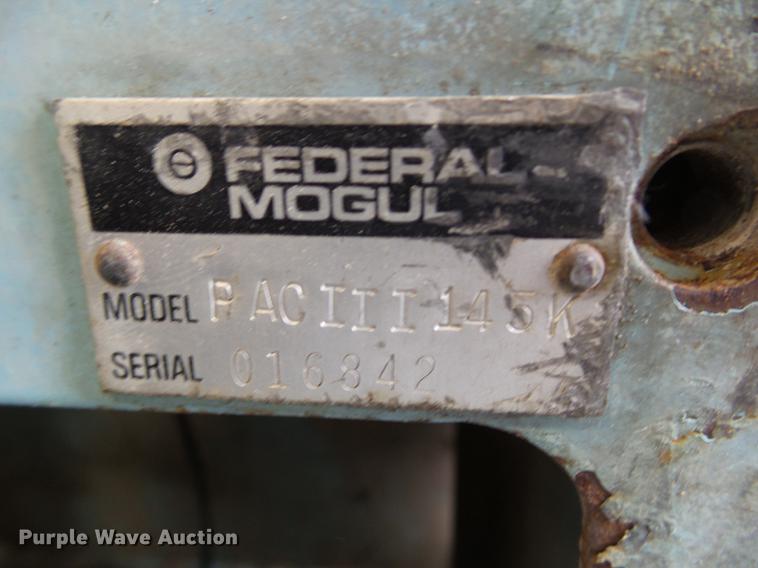 FEDERAL-
MOGUL
MODEL PACIII145K
SERIAL 016842
Purple Wave Auction